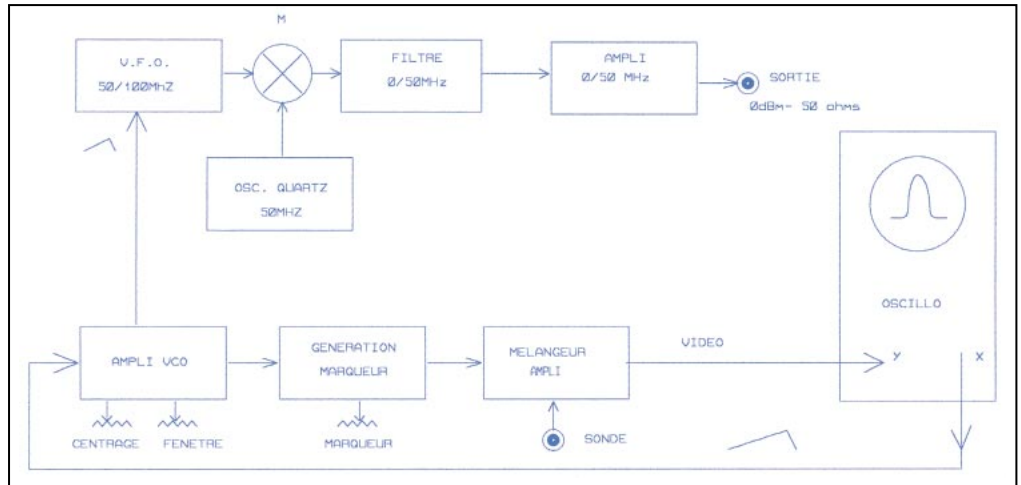 M
V.F.O.
50/100MHZ
FILTRE
0/50MHz
AMPLI
0/50 MHz
SORTIE
0dBm- 50 ohms
OSC. QUARTZ
50MHZ
OSCILLO
Y
X
AMPLI VCO
GENERATION
MARQUEUR
MELANGEUR
AMPLI
VIDEO
CENTRAGE
FENETRE
MARQUEUR
SONDE